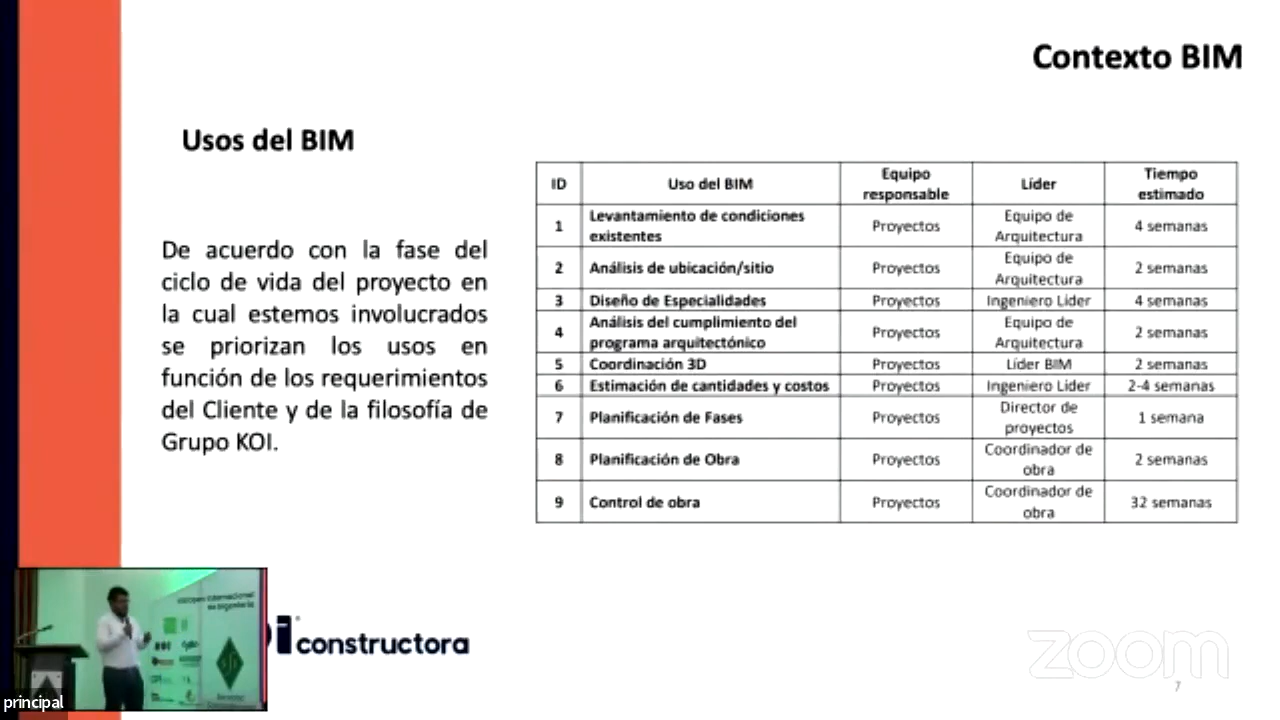 Contexto BIM
Usos del BIM
De acuerdo con la fase del
ciclo de vida del proyecto en
la cual estemos involucrados
se priorizan los usos en
función de los requerimientos
del Cliente y de la filosofía de
Grupo KOI.
ID Uso del BIM Equipo responsable Líder Tiempo estimado
1 Levantamiento de condiciones existentes Proyectos Equipo de Arquitectura 4 semanas
2 Análisis de ubicación/sitio Proyectos Equipo de Arquitectura 2 semanas
3 Diseño de Especialidades Proyectos Ingeniero Lider 4 semanas
4 Análisis del cumplimiento del programa arquitectónico Proyectos Equipo de Arquitectura 2 semanas
5 Coordinación 3D Proyectos Líder BIM 2 semanas
6 Estimación de cantidades y costos Proyectos Ingeniero Lider 2-4 semanas
7 Planificación de Fases Proyectos Director de proyectos 1 semana
8 Planificación de Obra Proyectos Coordinador de obra 2 semanas
9 Control de obra Proyectos Coordinador de obra 32 semanas
constructora
principal
zoom
7